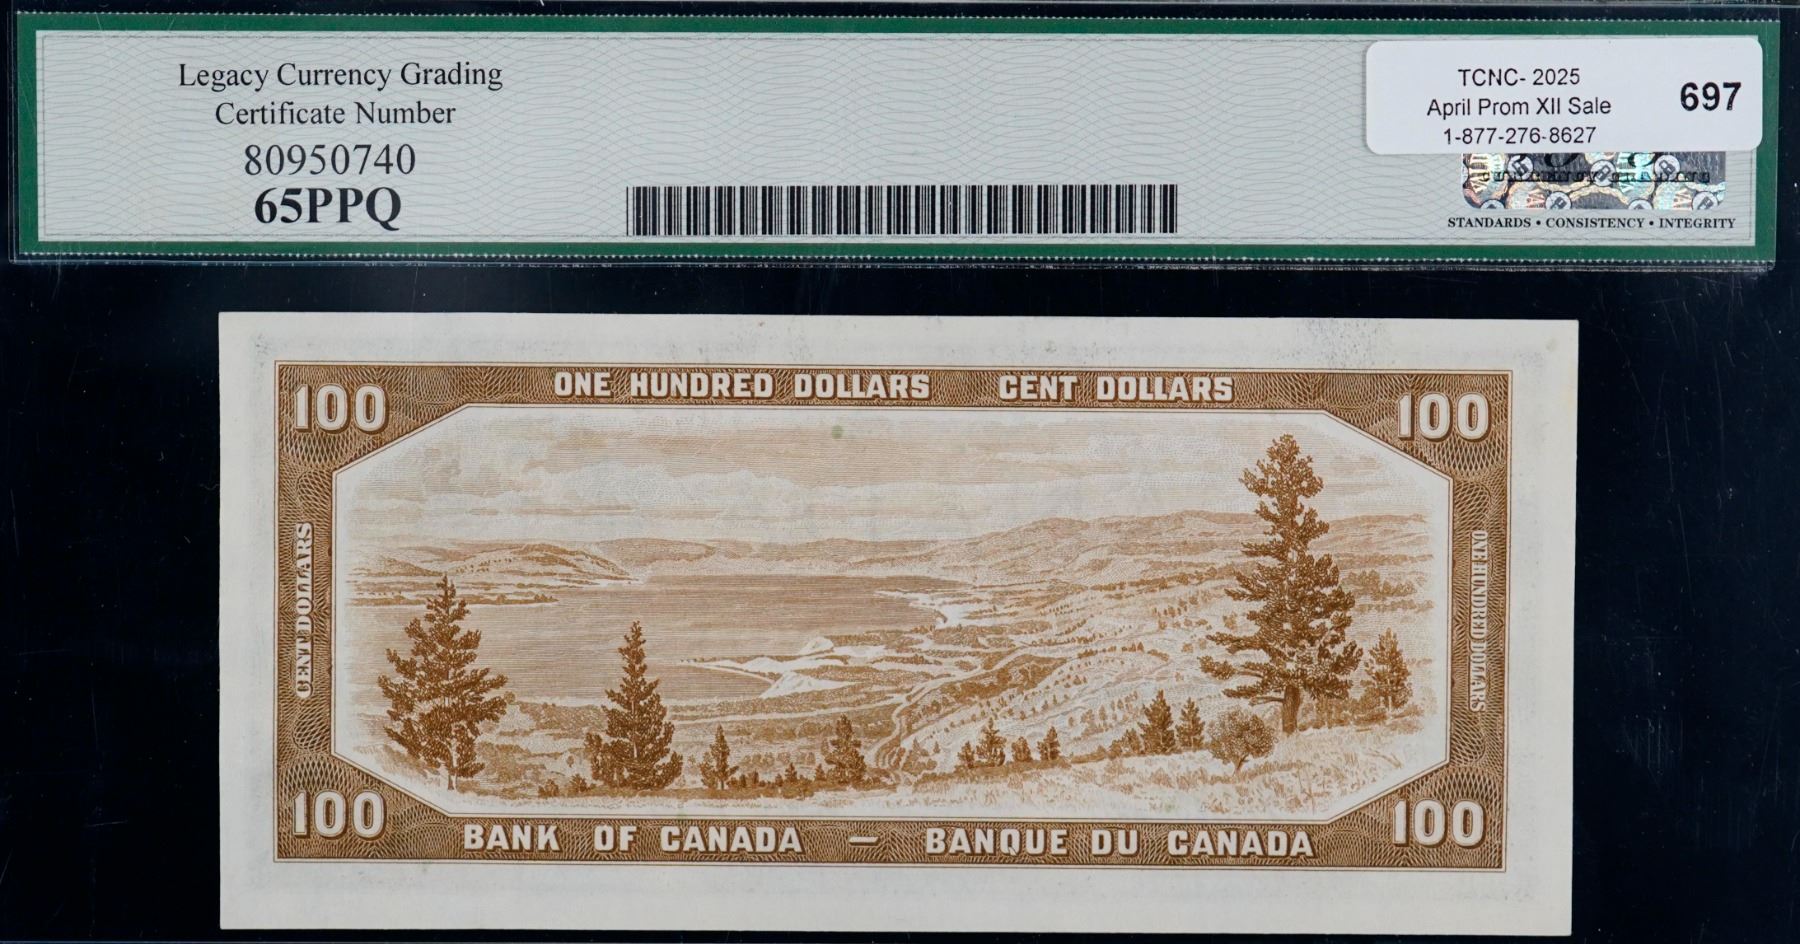 Legacy Currency Grading
Certificate Number
80950740
65PPQ
TCNC- 2025
April Prom XII Sale
1-877-276-8627
697
STANDARDS • CONSISTENCY • INTEGRITY
100
ONE HUNDRED DOLLARS CENT DOLLARS
100
CENT DOLLARS
ONE HUNDRED DOLLARS
100
BANK OF CANADA — BANQUE DU CANADA
100